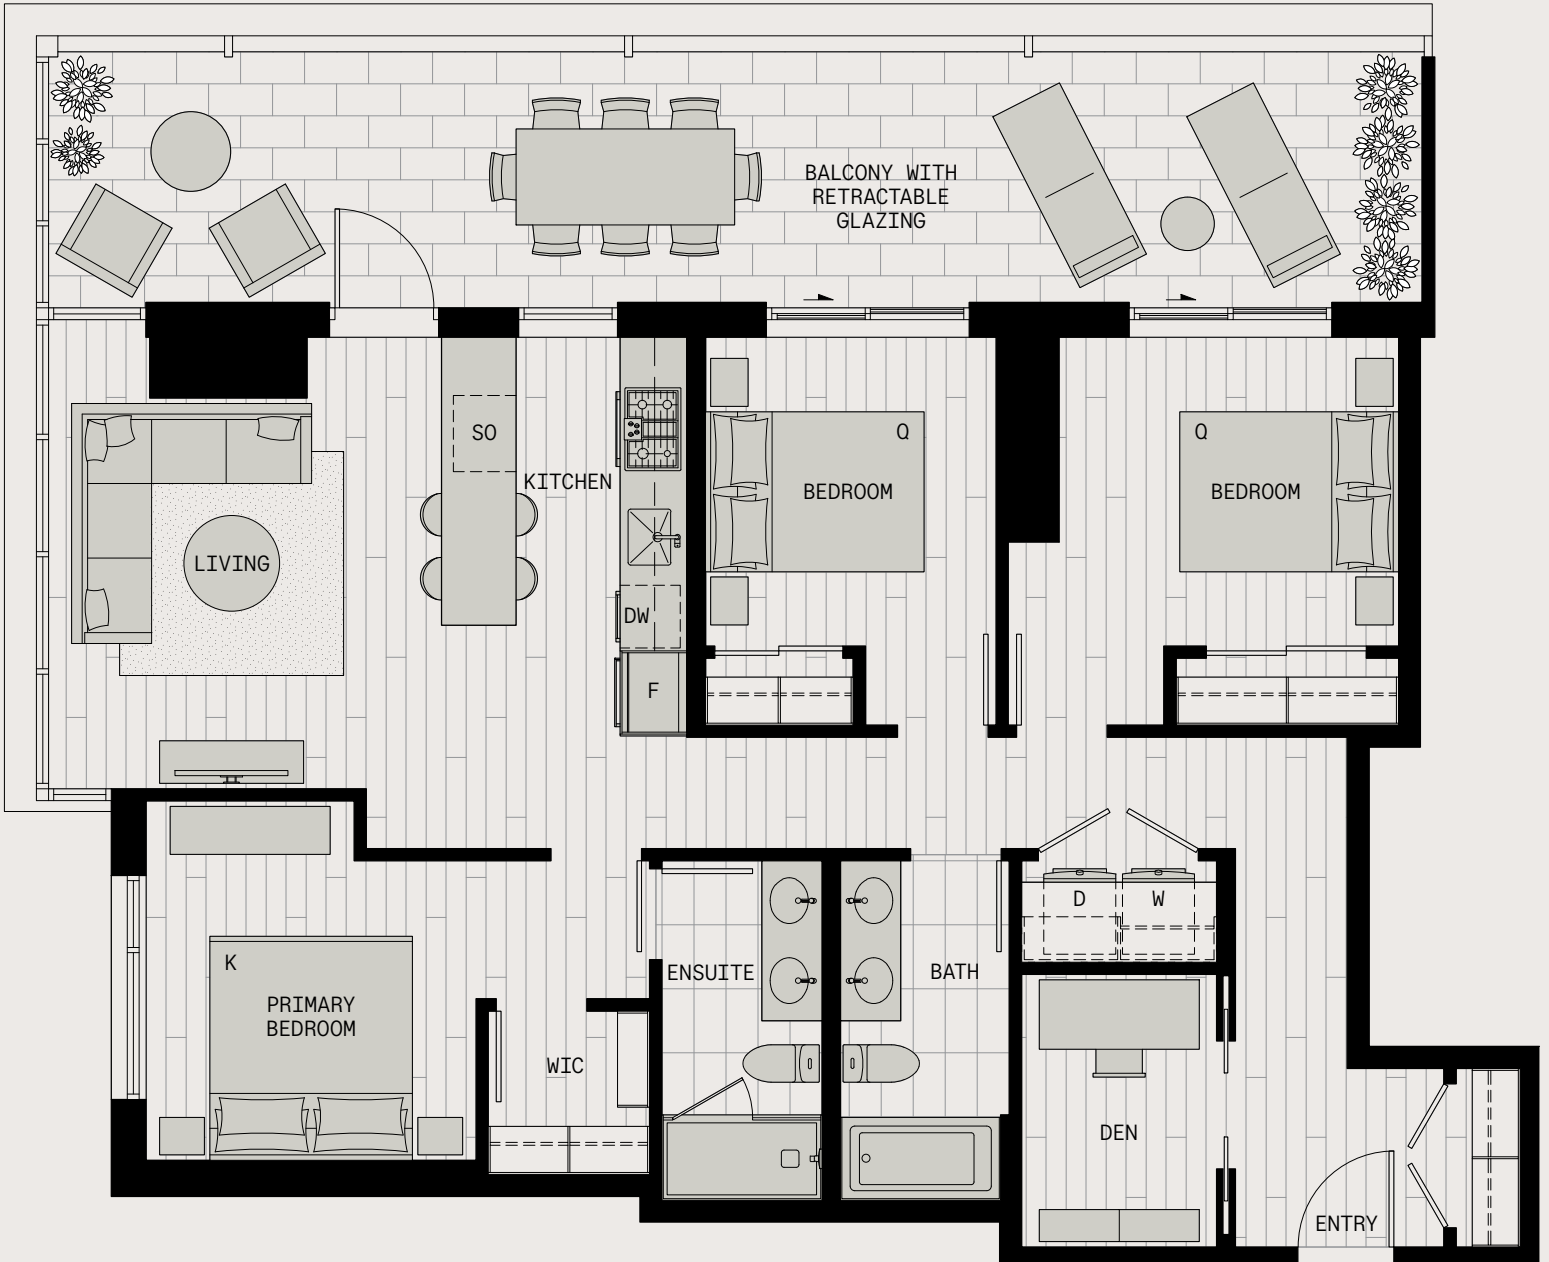 BALCONY WITH
RETRACTABLE
GLAZING
SO
KITCHEN
Q
BEDROOM
Q
BEDROOM
LIVING
DW
F
D
W
K
PRIMARY
BEDROOM
ENSUITE
BATH
WIC
DEN
ENTRY